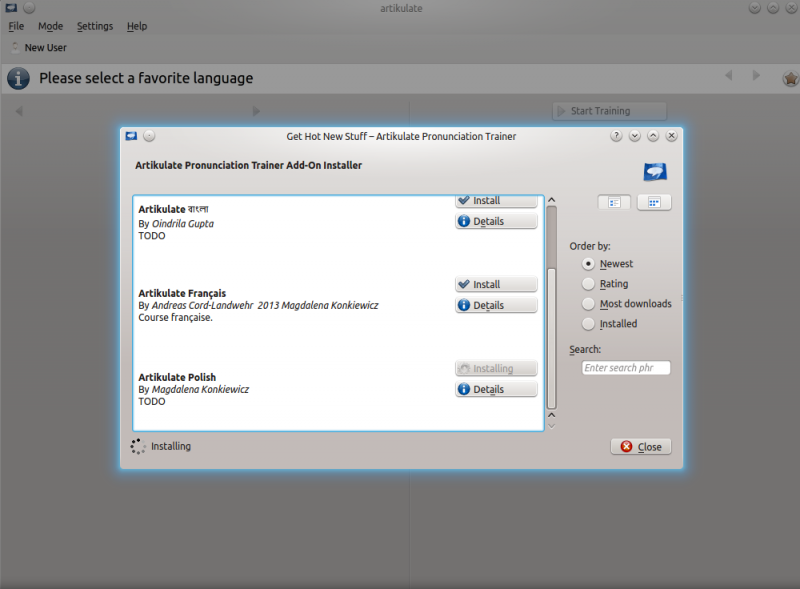 artikulate
File Mode Settings Help
New User
Please select a favorite language
Start Training
Get Hot New Stuff – Artikulate Pronunciation Trainer
Artikulate Pronunciation Trainer Add-On Installer
Install
Artikulate বাংলা
By Oindrila Gupta
TODO
Details
Install
Artikulate Français
By Andreas Cord-Landwehr 2013 Magdalena Konkiewicz
Course française.
Details
Installing
Artikulate Polish
By Magdalena Konkiewicz
TODO
Details
Order by:
Newest
Rating
Most downloads
Installed
Search:
Enter search phr
Installing
Close